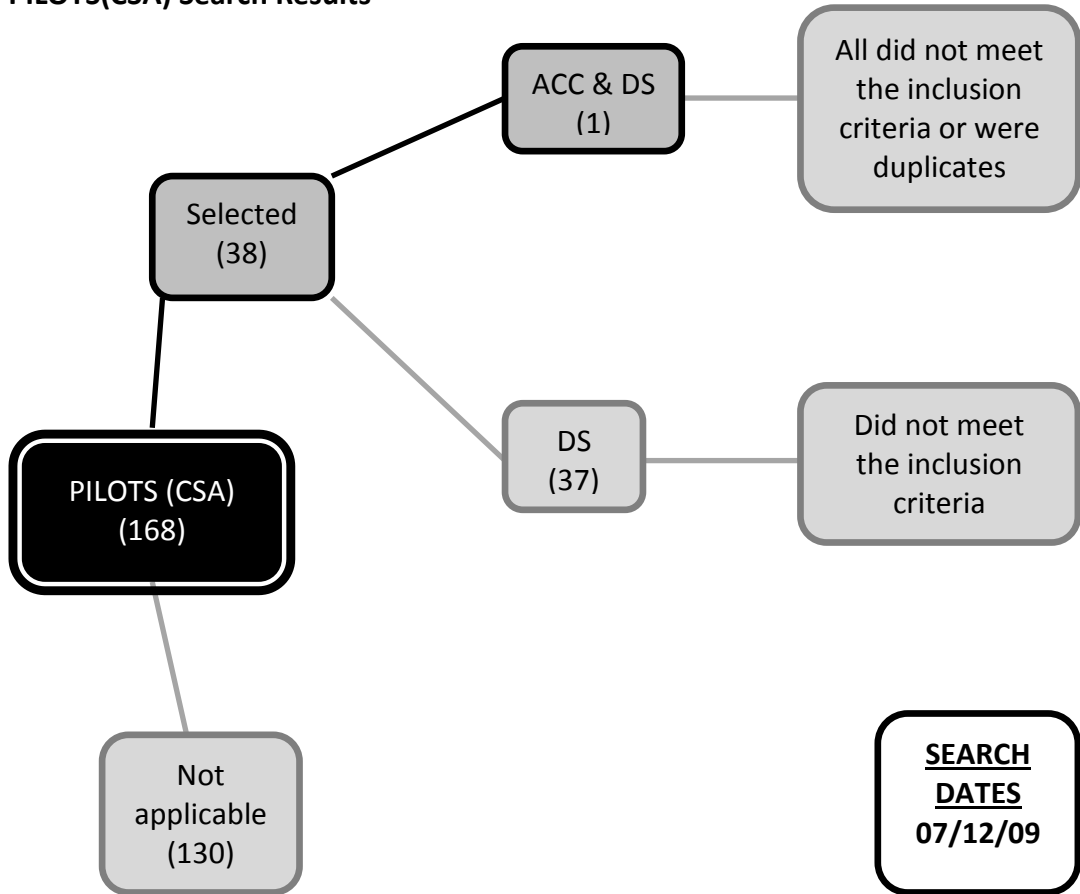 PILOTS(CSA) Search Results
ACC & DS
(1)
All did not meet
the inclusion
criteria or were
duplicates
Selected
(38)
DS
(37)
Did not meet
the inclusion
criteria
PILOTS (CSA)
(168)
Not
applicable
(130)
SEARCH
DATES
07/12/09